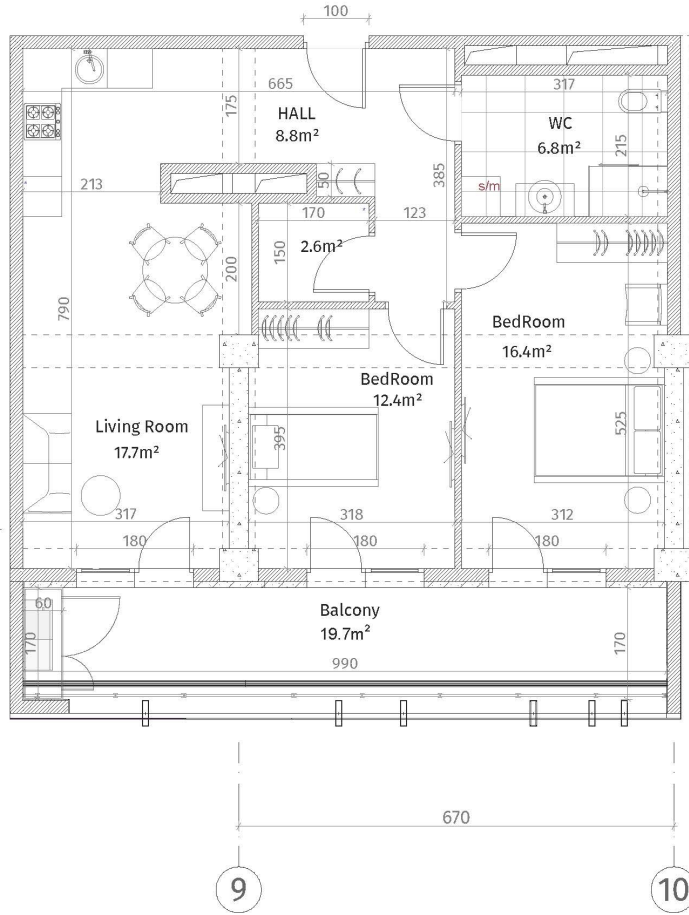 100
665
317
HALL
8.8m²
WC
6.8m²
175
215
385
50
s/m
213
170
123
2.6m²
150
200
790
BedRoom
16.4m²
BedRoom
12.4m²
Living Room
17.7m²
395
525
317
318
312
180
180
180
60
Balcony
19.7m²
170
170
990
670
9
10